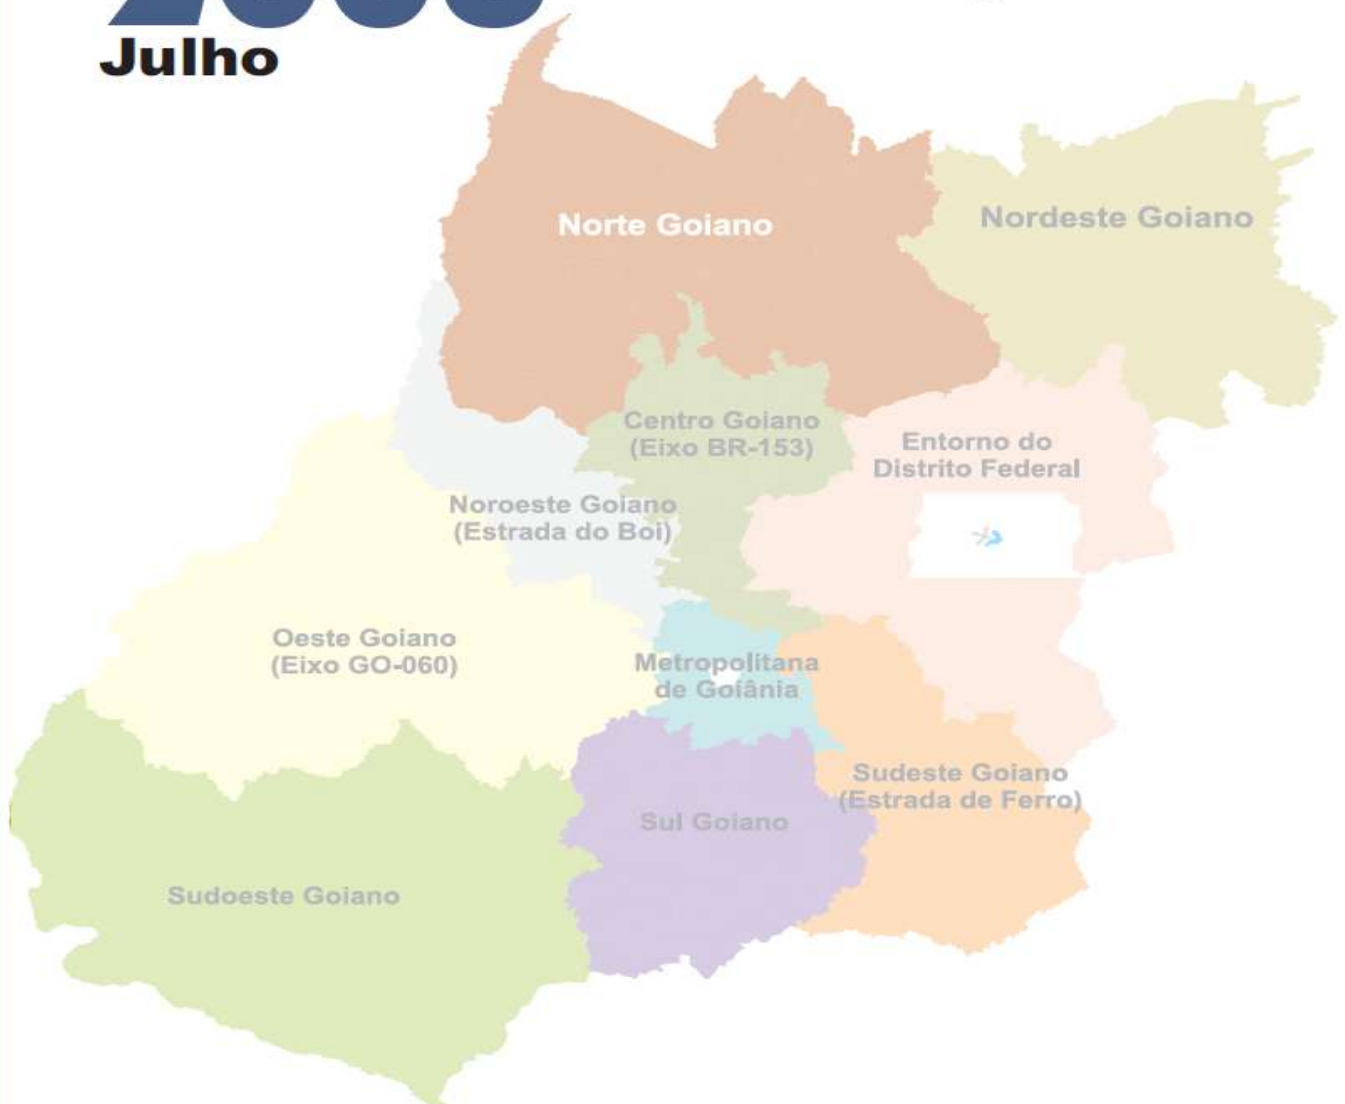 Julho
Norte Goiano
Nordeste Goiano
Centro Goiano
(Eixo BR-153)
Entorno do
Distrito Federal
Noroeste Goiano
(Estrada do Boi)
Oeste Goiano
(Eixo GO-060)
Metropolitana
de Goiânia
Sudeste Goiano
(Estrada de Ferro)
Sul Goiano
Sudoeste Goiano